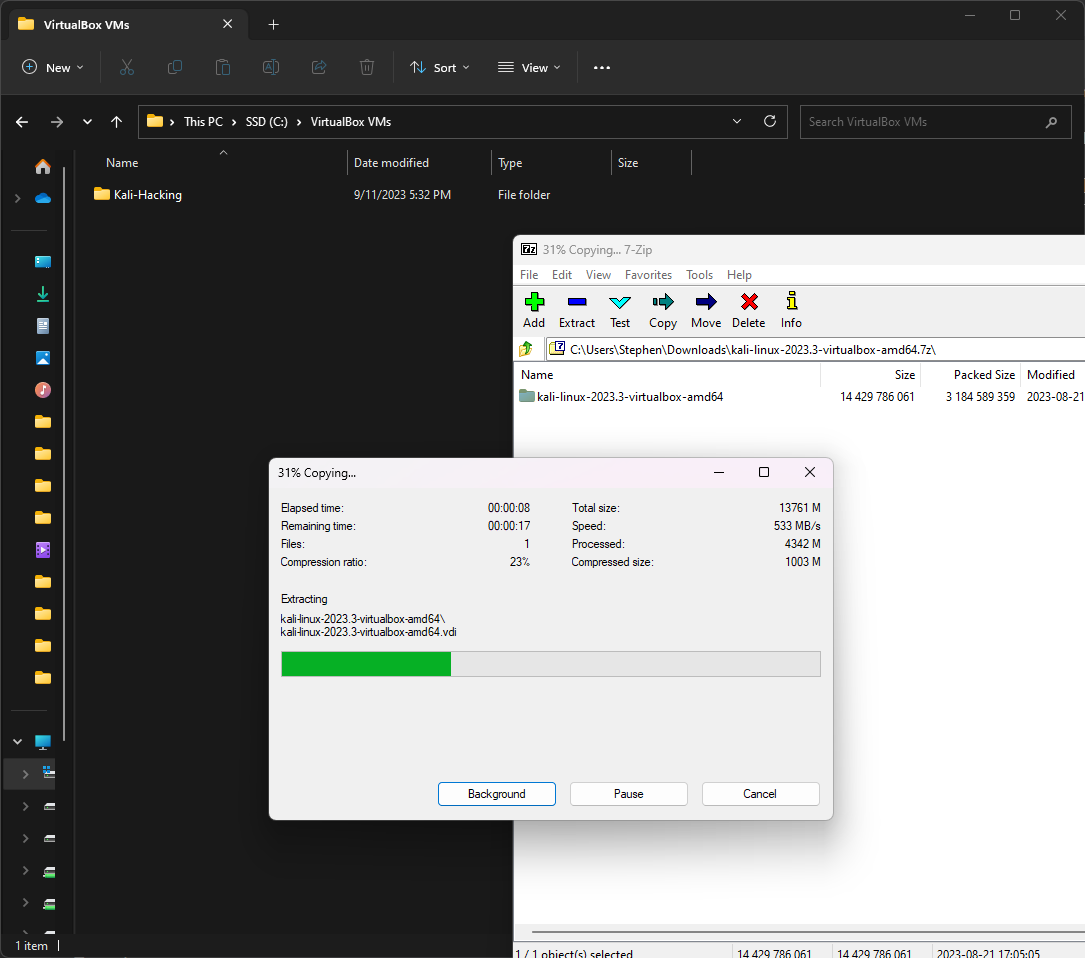 VirtualBox VMs
New
Sort
View
This PC
SSD (C:)
VirtualBox VMs
Search VirtualBox VMs
Name
Date modified
Type
Size
Kali-Hacking
9/11/2023 5:32 PM
File folder
1 item
7z
31% Copying... 7-Zip
File Edit View Favorites Tools Help
Add Extract Test Copy Move Delete Info
C:\Users\Stephen\Downloads\kali-linux-2023.3-virtualbox-amd64.7z\
Name Size Packed Size Modified
kali-linux-2023.3-virtualbox-amd64 14 429 786 061 3 184 589 359 2023-08-21
31% Copying...
Elapsed time: 00:00:08 Total size: 13761 M
Remaining time: 00:00:17 Speed: 533 MB/s
Files: 1 Processed: 4342 M
Compression ratio: 23% Compressed size: 1003 M
Extracting
kali-linux-2023.3-virtualbox-amd64\
kali-linux-2023.3-virtualbox-amd64.vdi
Background Pause Cancel
1 / 1 object(s) selected 14 429 786 061 14 429 786 061 2023-08-21 17:05:05